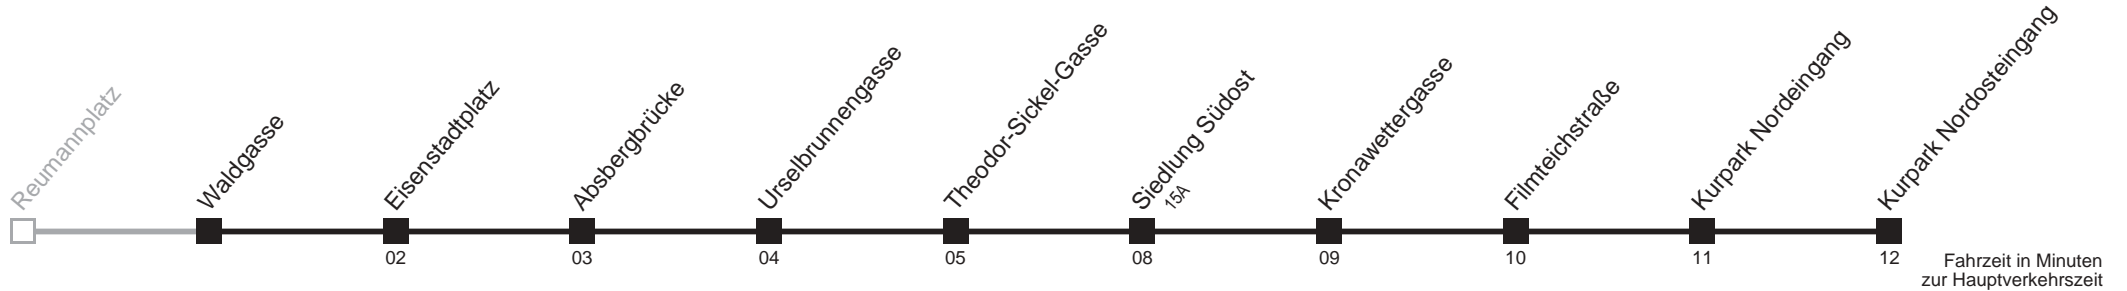 Reumannplatz
Waldgasse
Eisenstadtplatz
Absbergbrücke
Urselbrunnengasse
Theodor-Sickel-Gasse
Siedlung Südost
15A
Kronawettergasse
Filmteichstraße
Kurpark Nordeingang
Kurpark Nordosteingang
02
03
04
05
08
09
10
11
12
Fahrzeit in Minuten
zur Hauptverkehrszeit